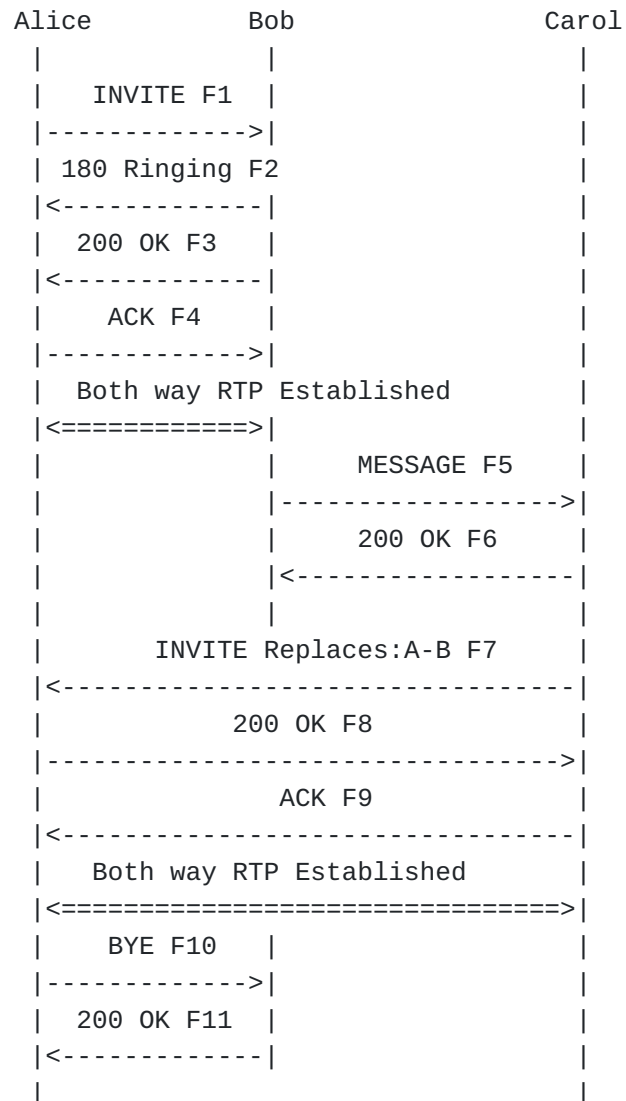 Alice Bob Carol
INVITE F1
180 Ringing F2
200 OK F3
ACK F4
Both way RTP Established
MESSAGE F5
200 OK F6
INVITE Replaces:A-B F7
200 OK F8
ACK F9
Both way RTP Established
BYE F10
200 OK F11